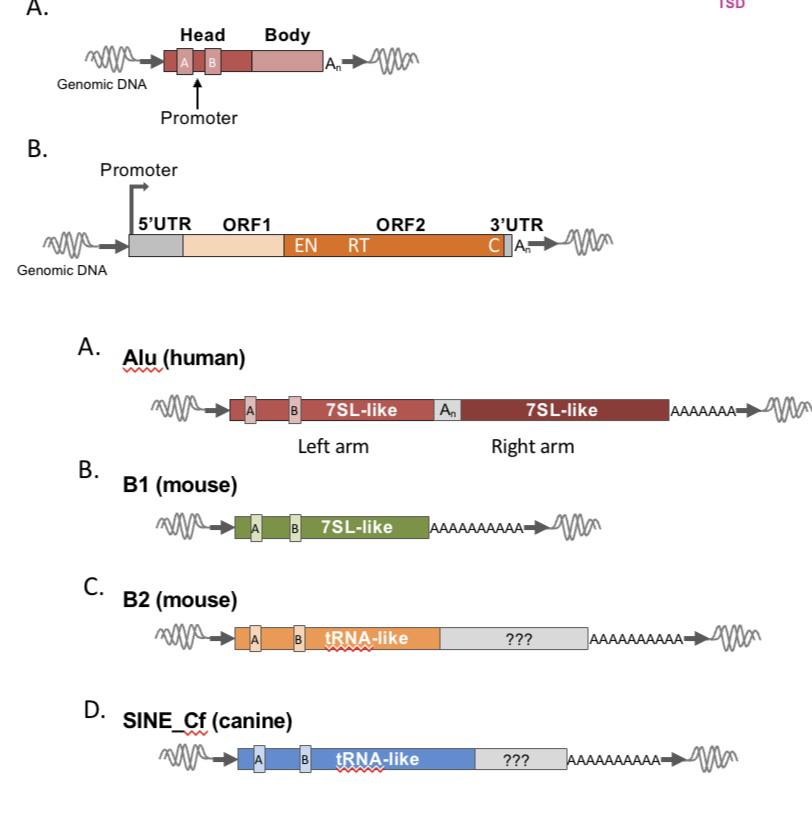 TSD
A.
Head Body
A B An
Genomic DNA
Promoter
B.
Promoter
5'UTR ORF1 ORF2 3'UTR
EN RT C An
Genomic DNA
A. Alu (human)
A B 7SL-like An 7SL-like AAAAAAA
Left arm Right arm
B. B1 (mouse)
A B 7SL-like AAAAAAAAAA
C. B2 (mouse)
A B tRNA-like ??? AAAAAAAAAA
D. SINE_Cf (canine)
A B tRNA-like ??? AAAAAAAAAA